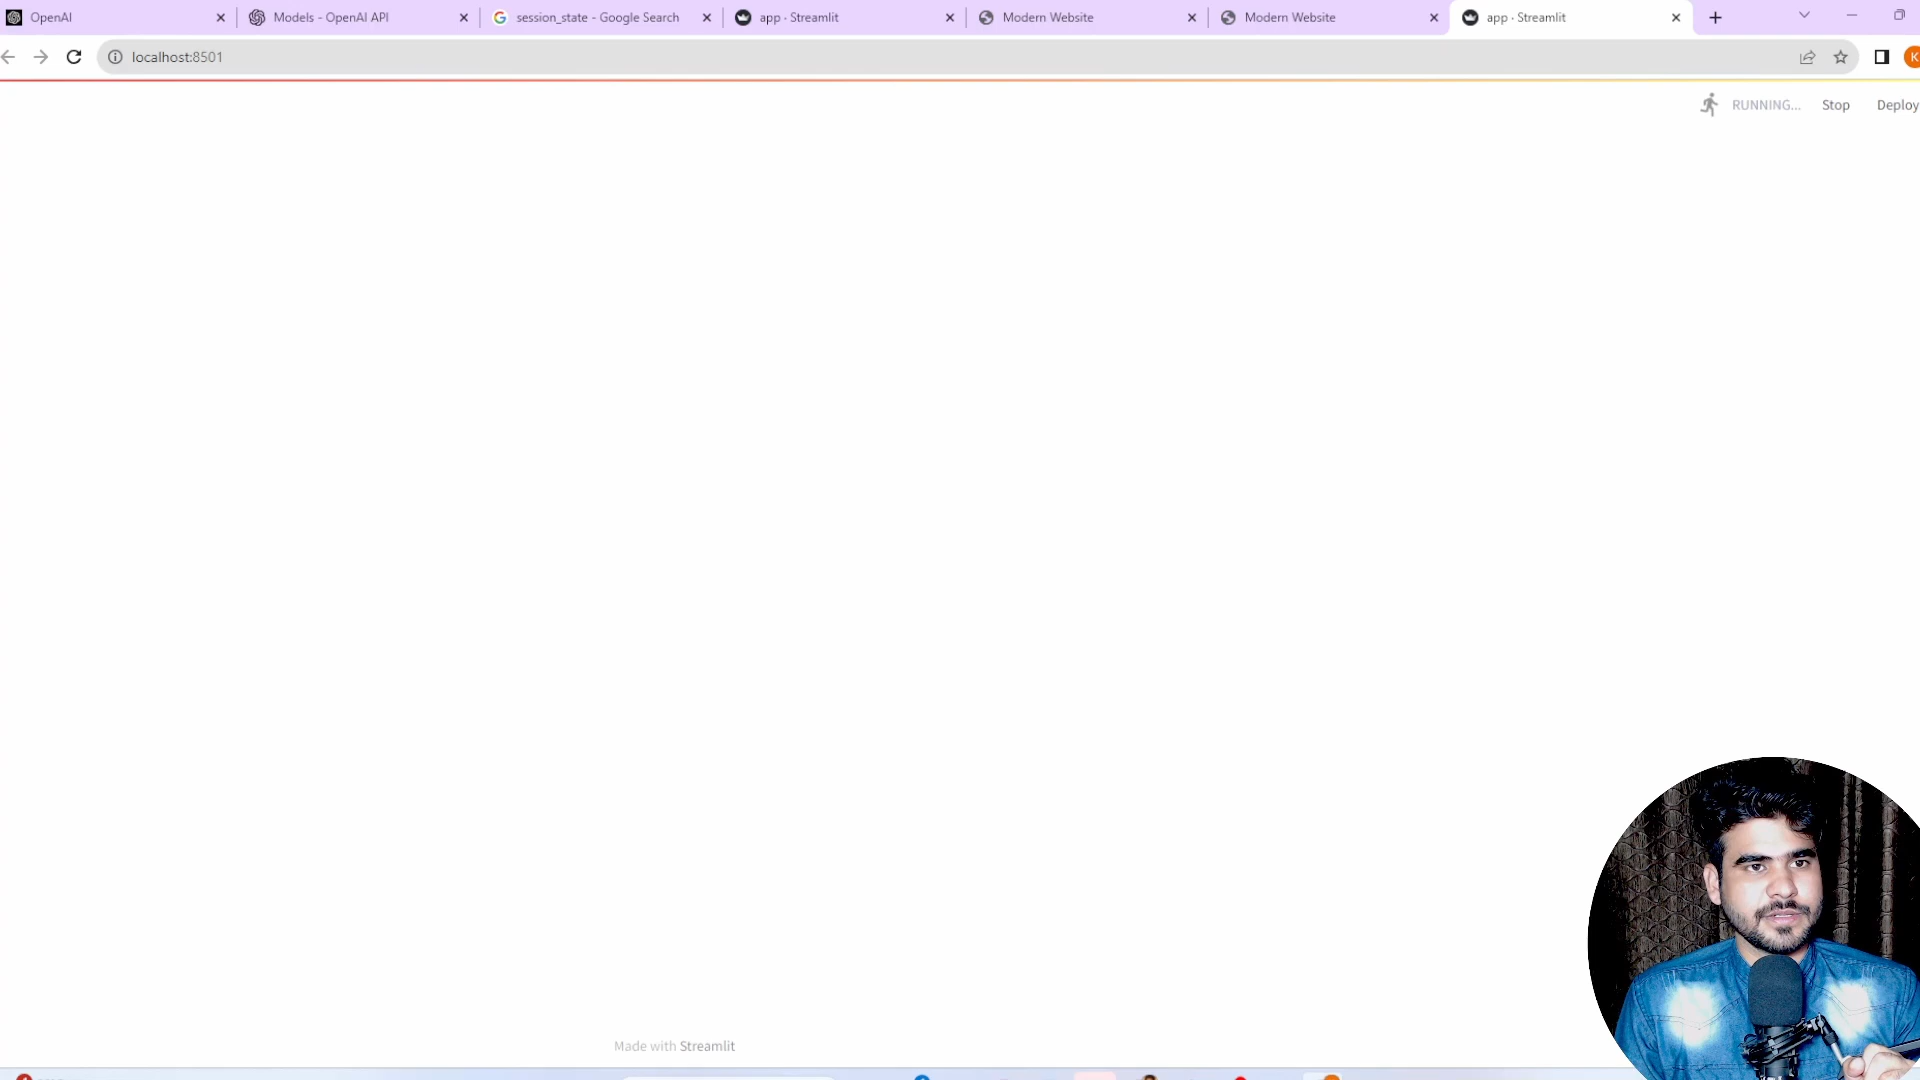 OpenAI
Models - OpenAI API
session_state - Google Search
app · Streamlit
Modern Website
Modern Website
app · Streamlit
localhost:8501
K
RUNNING...
Stop
Deploy
Made with Streamlit